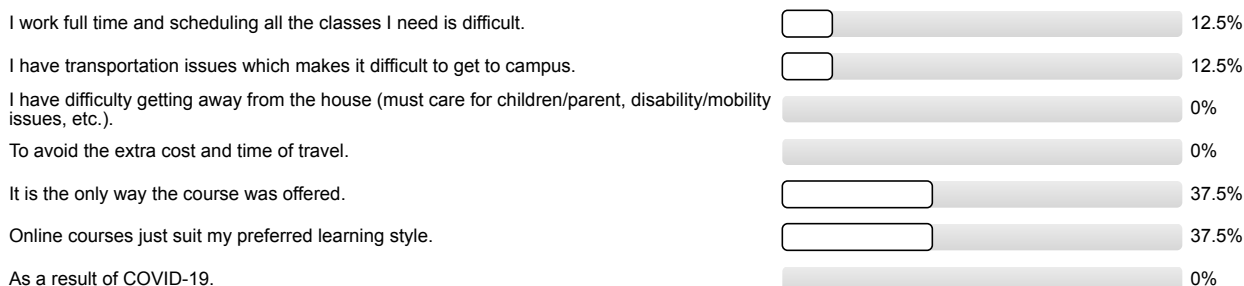 I work full time and scheduling all the classes I need is difficult. 12.5%
I have transportation issues which makes it difficult to get to campus. 12.5%
I have difficulty getting away from the house (must care for children/parent, disability/mobility
issues, etc.). 0%
To avoid the extra cost and time of travel. 0%
It is the only way the course was offered. 37.5%
Online courses just suit my preferred learning style. 37.5%
As a result of COVID-19. 0%